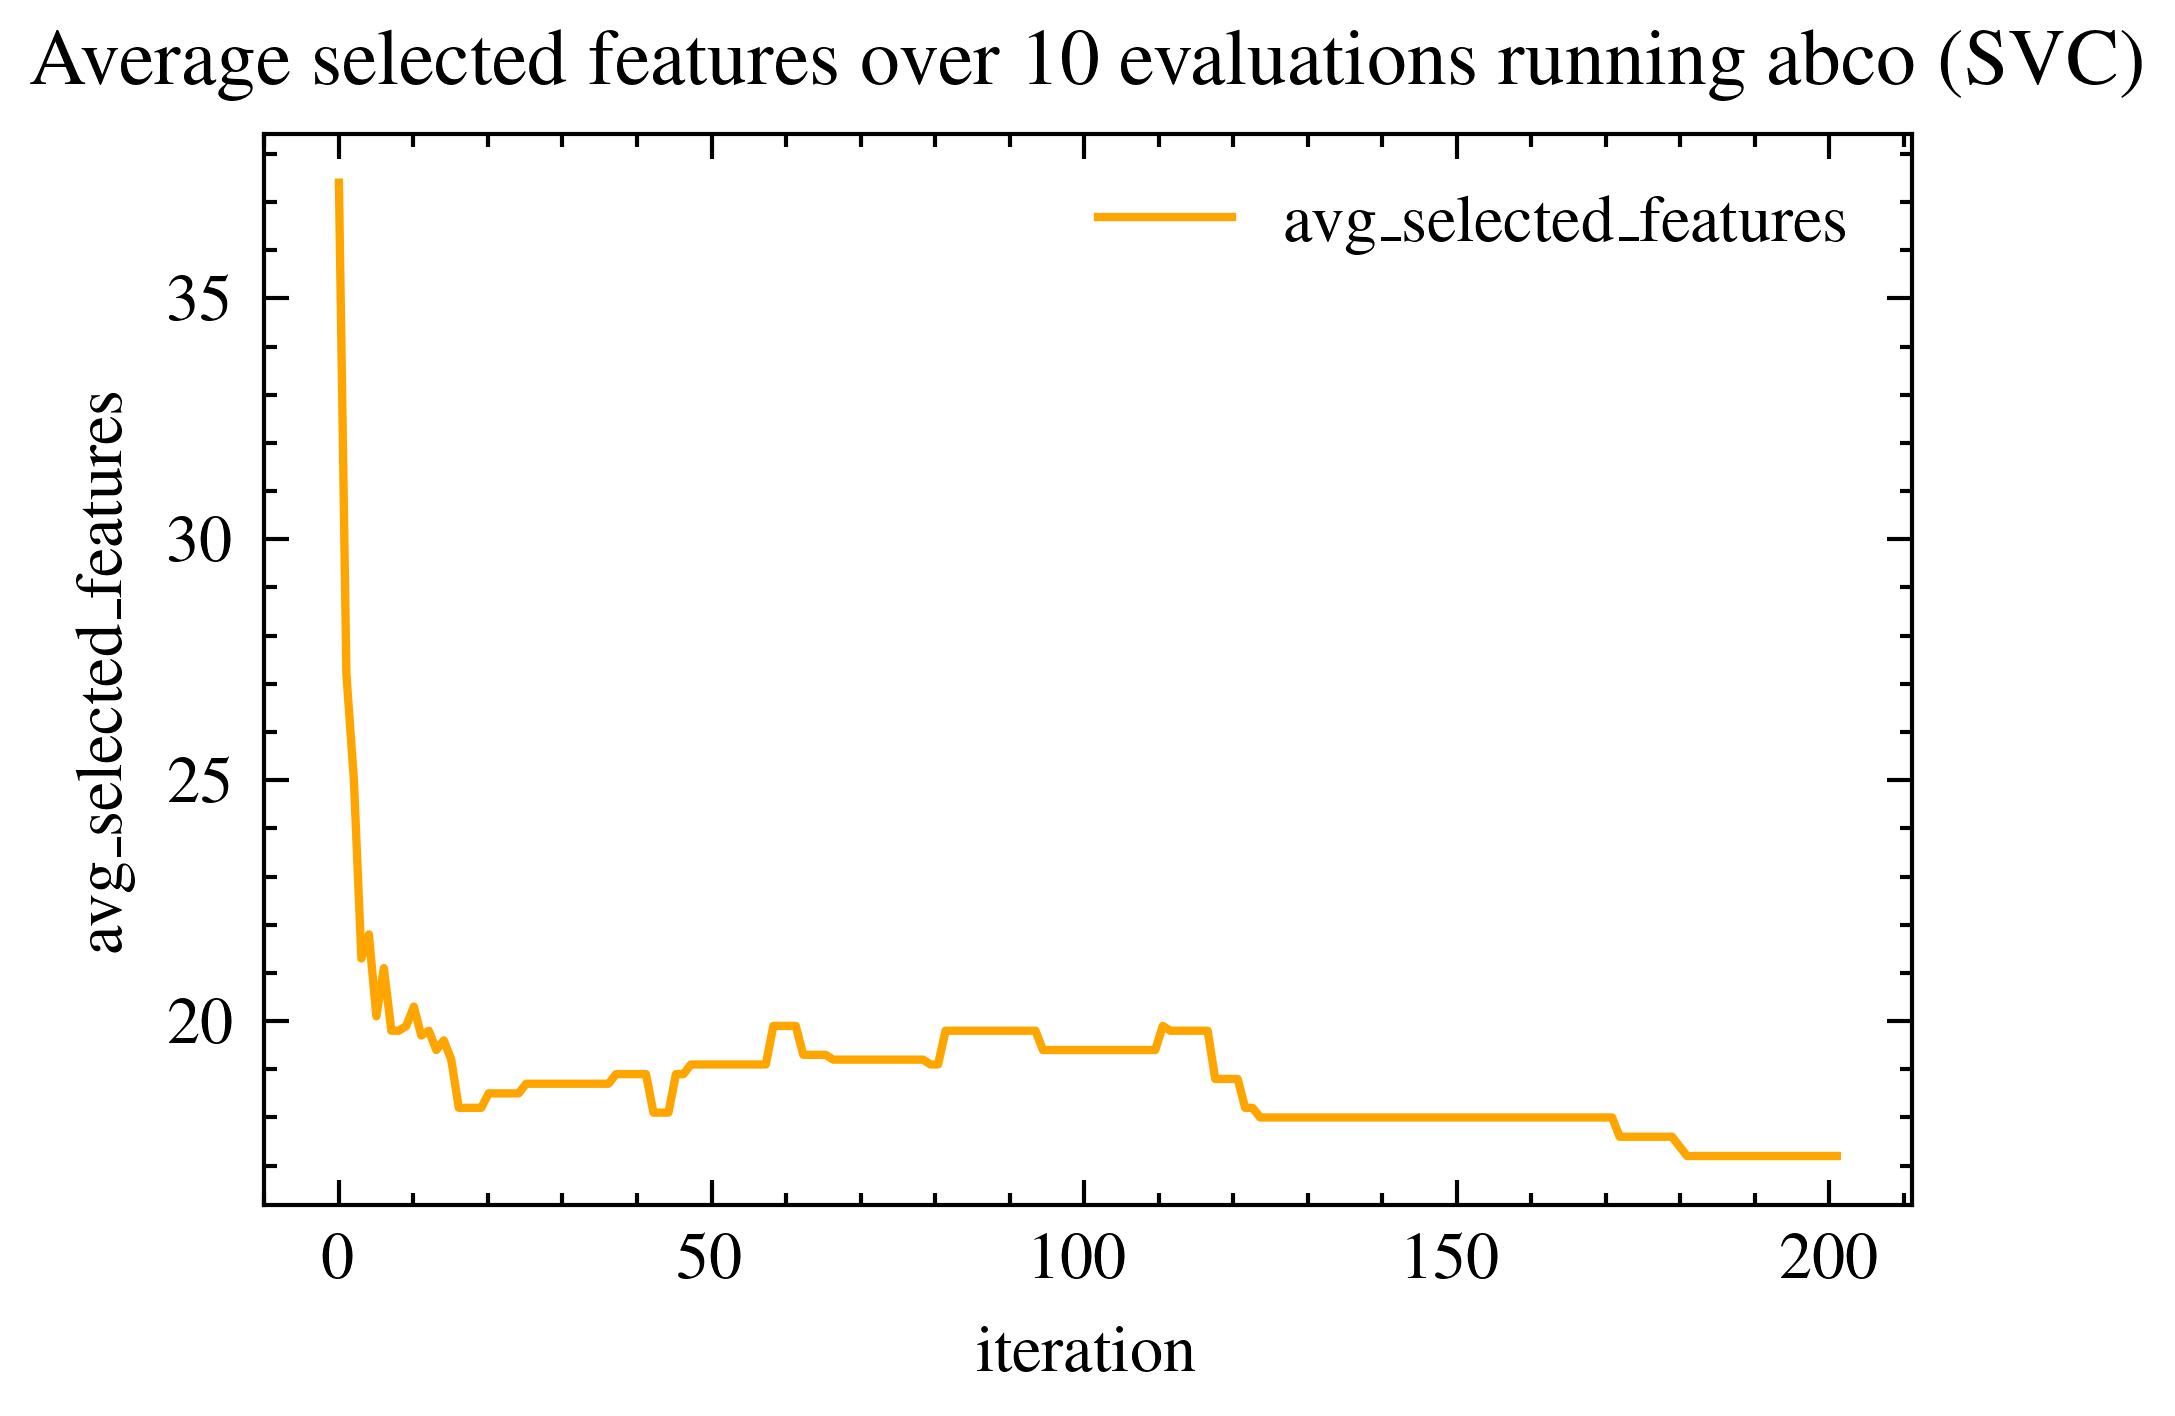 Average selected features over 10 evaluations running abco (SVC)
avg_selected_features
35
30
25
20
avg_selected_features
0 50 100 150 200
iteration